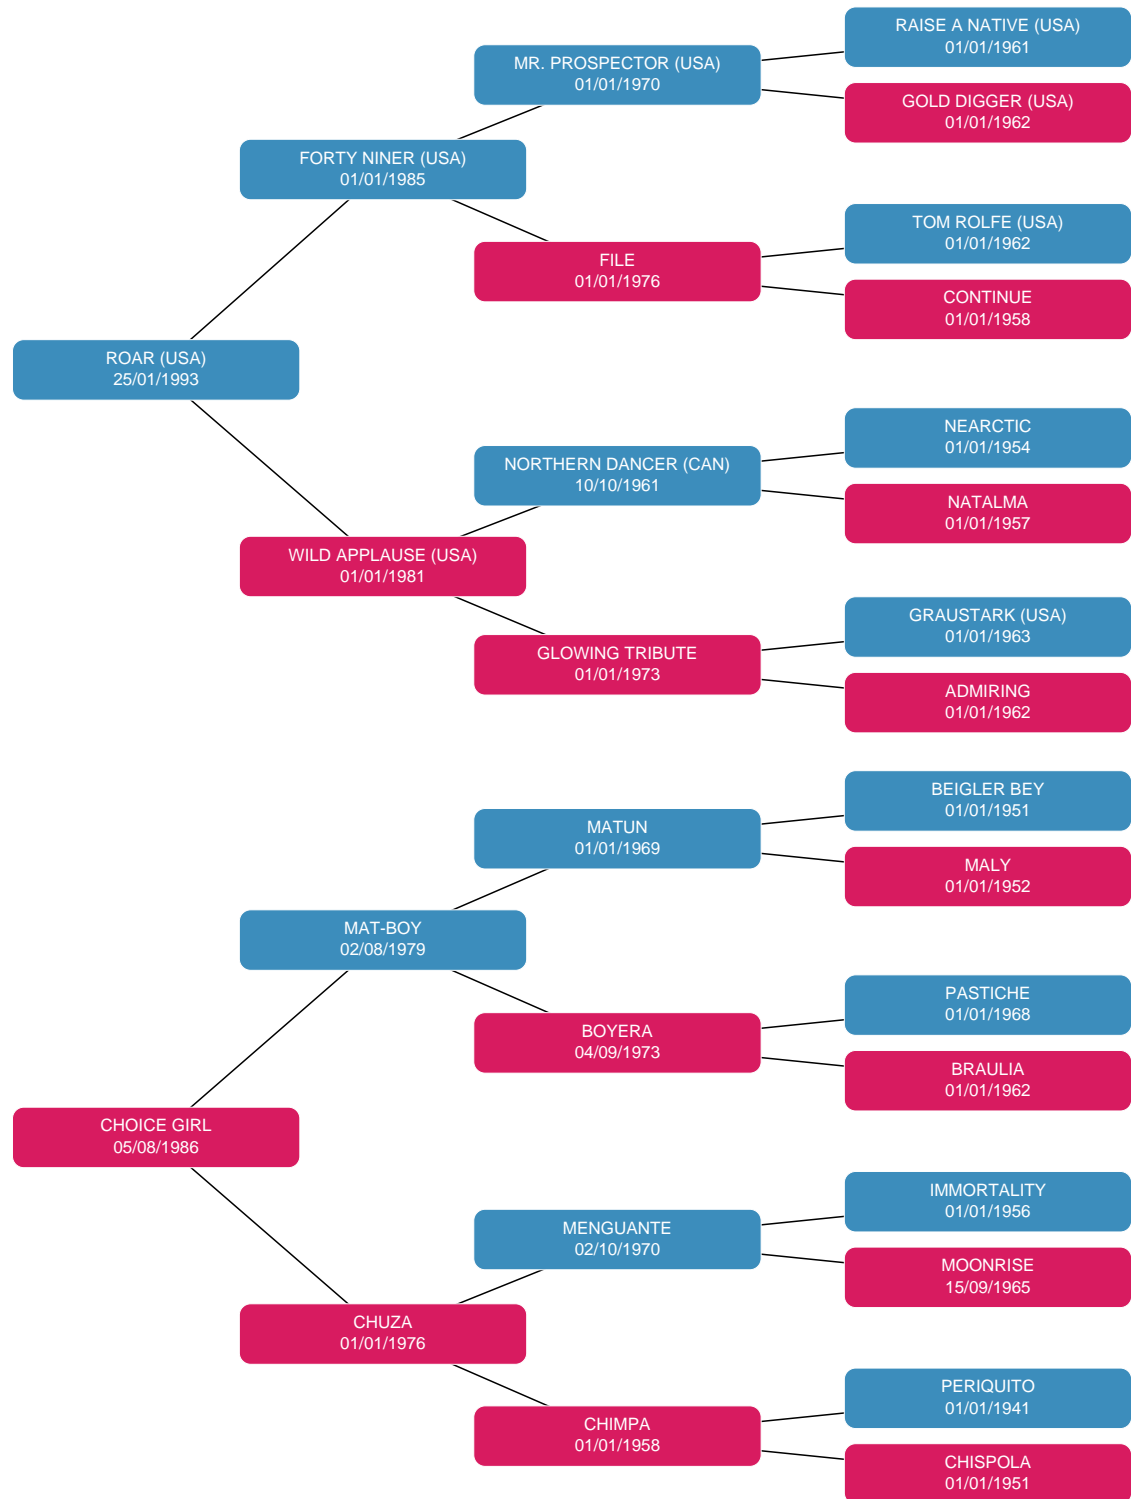 RAISE A NATIVE (USA)
01/01/1961
MR. PROSPECTOR (USA)
01/01/1970
GOLD DIGGER (USA)
01/01/1962
FORTY NINER (USA)
01/01/1985
TOM ROLFE (USA)
01/01/1962
FILE
01/01/1976
CONTINUE
01/01/1958
ROAR (USA)
25/01/1993
NEARCTIC
01/01/1954
NORTHERN DANCER (CAN)
10/10/1961
NATALMA
01/01/1957
WILD APPLAUSE (USA)
01/01/1981
GRAUSTARK (USA)
01/01/1963
GLOWING TRIBUTE
01/01/1973
ADMIRING
01/01/1962
BEIGLER BEY
01/01/1951
MATUN
01/01/1969
MALY
01/01/1952
MAT-BOY
02/08/1979
PASTICHE
01/01/1968
BOYERA
04/09/1973
BRAULIA
01/01/1962
CHOICE GIRL
05/08/1986
IMMORTALITY
01/01/1956
MENGUANTE
02/10/1970
MOONRISE
15/09/1965
CHUZA
01/01/1976
PERIQUITO
01/01/1941
CHIMPA
01/01/1958
CHISPOLA
01/01/1951